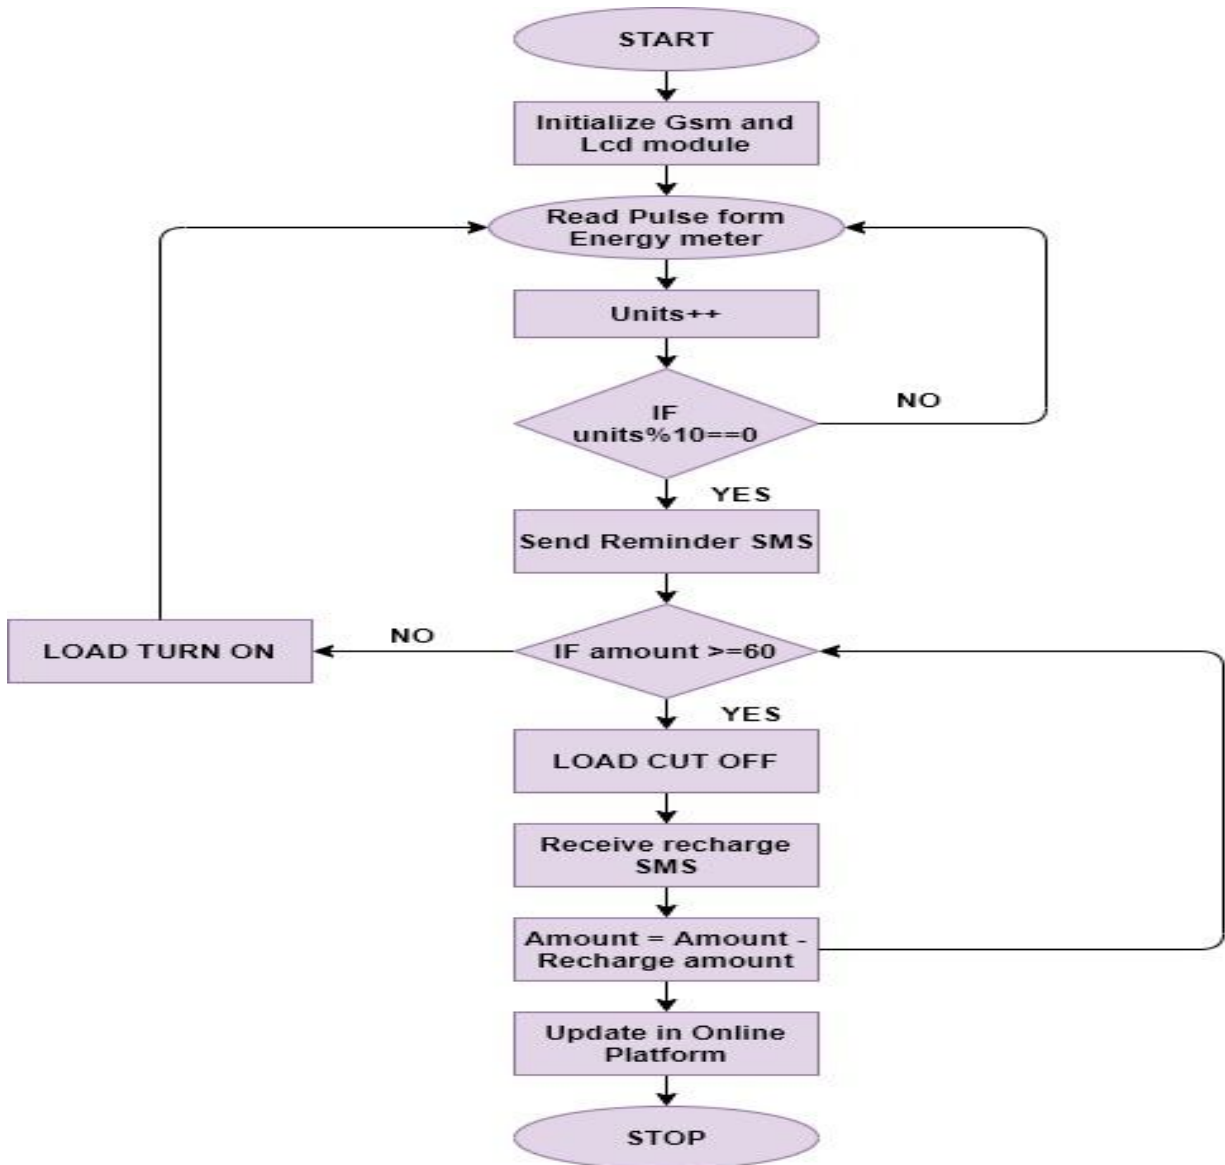 START
Initialize Gsm and
Lcd module
Read Pulse form
Energy meter
Units++
IF
units%10==0
NO
YES
Send Reminder SMS
IF amount >=60
NO
LOAD TURN ON
YES
LOAD CUT OFF
Receive recharge
SMS
Amount = Amount -
Recharge amount
Update in Online
Platform
STOP